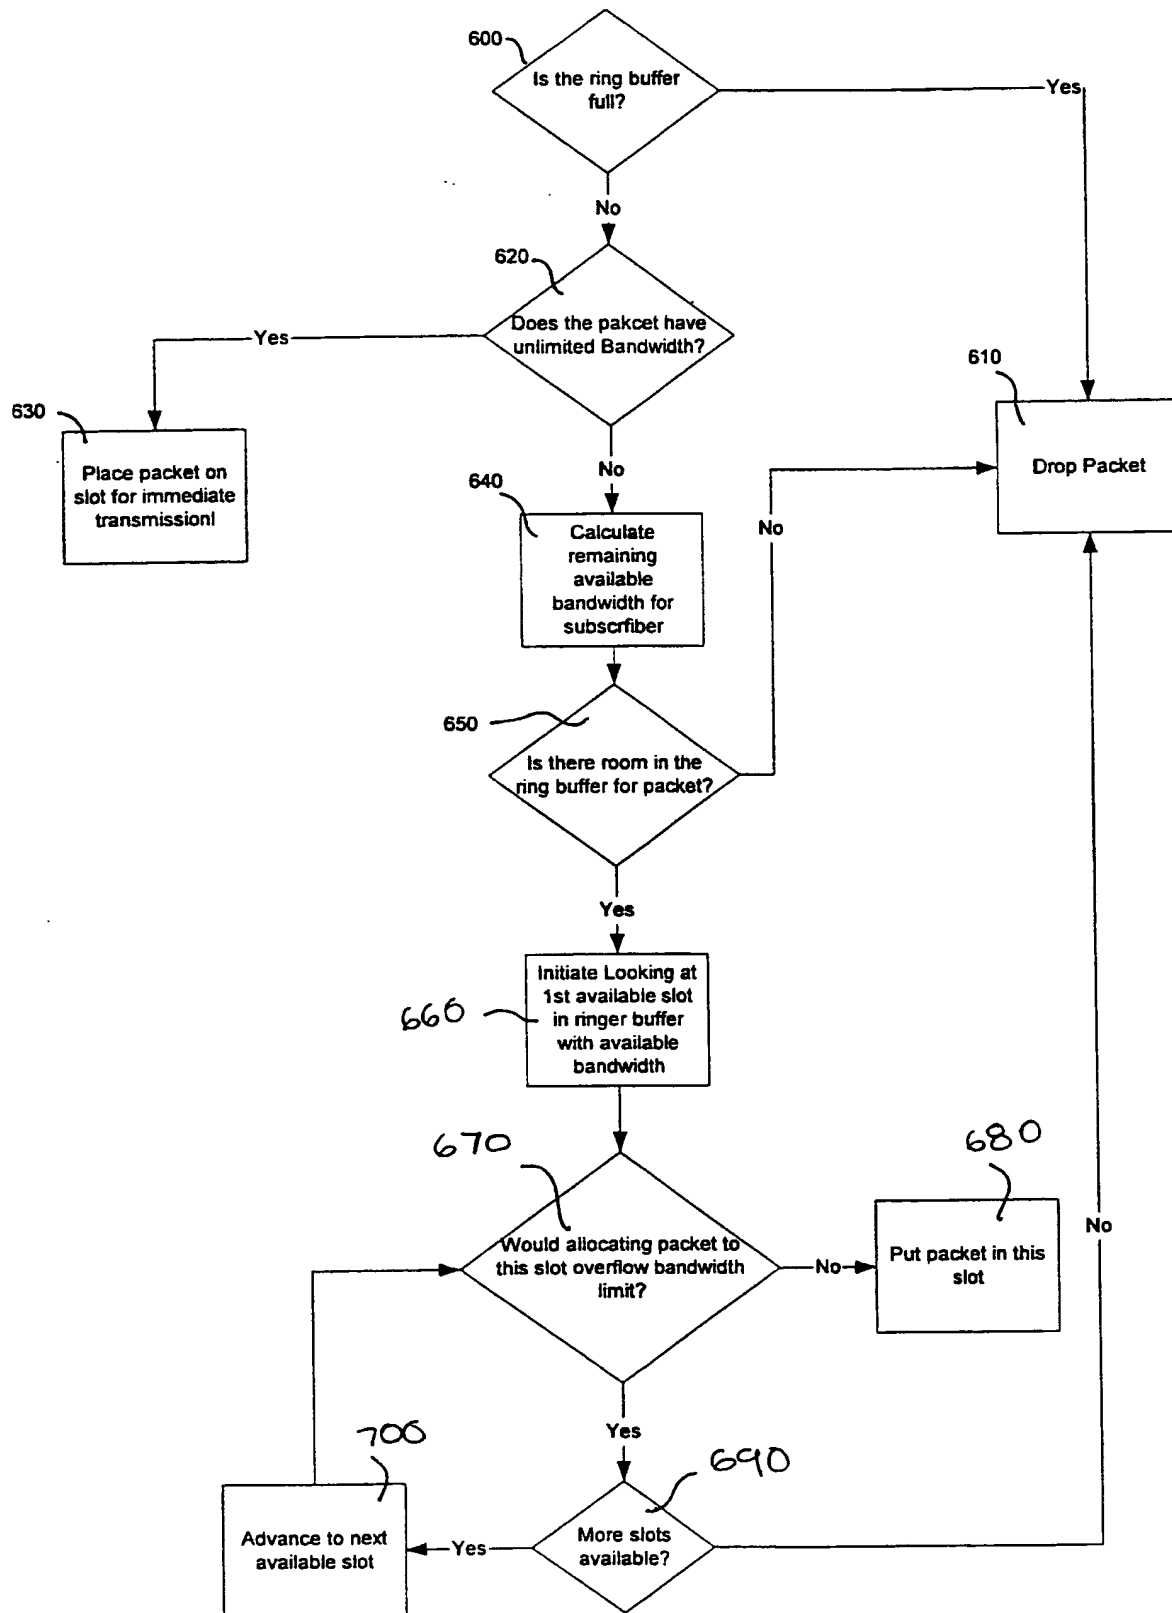 600
Is the ring buffer
full?
Yes
No
620
Does the pakcet have
unlimited Bandwidth?
Yes
610
630
Place packet on
slot for immediate
transmission!
No
Drop Packet
640
Calculate
remaining
available
bandwidth for
subscrfiber
No
650
Is there room in the
ring buffer for packet?
Yes
Initiate Looking at
1st available slot
in ringer buffer
with available
bandwidth
660
670
680
Would allocating packet to
this slot overflow bandwidth
limit?
No
Put packet in this
slot
No
Yes
700
690
Advance to next
available slot
Yes
More slots
available?